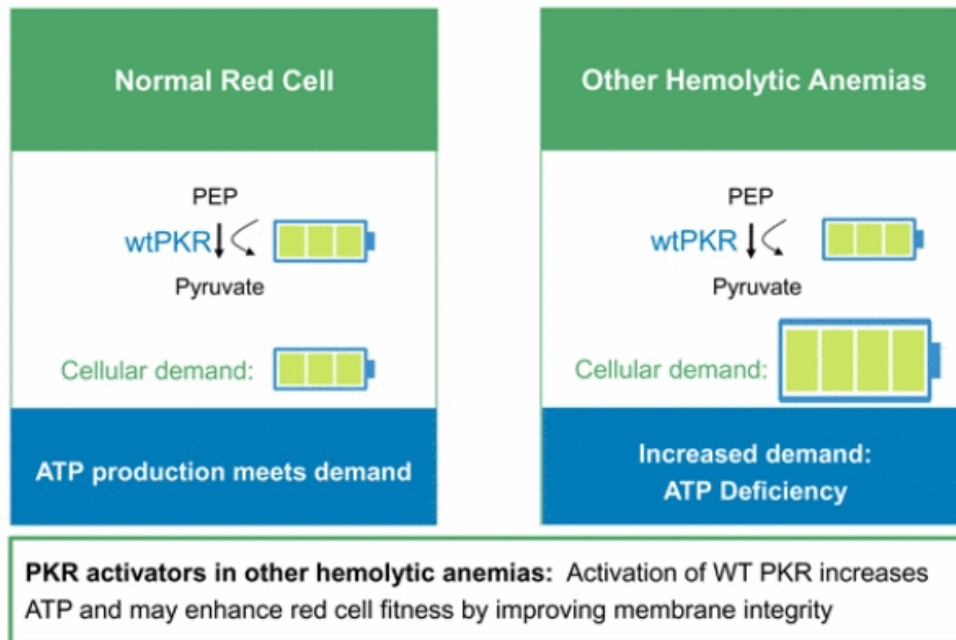 Normal Red Cell
PEP
wtPKR
Pyruvate
Cellular demand:
ATP production meets demand
Other Hemolytic Anemias
PEP
wtPKR
Pyruvate
Cellular demand:
Increased demand:
ATP Deficiency
PKR activators in other hemolytic anemias: Activation of WT PKR increases
ATP and may enhance red cell fitness by improving membrane integrity